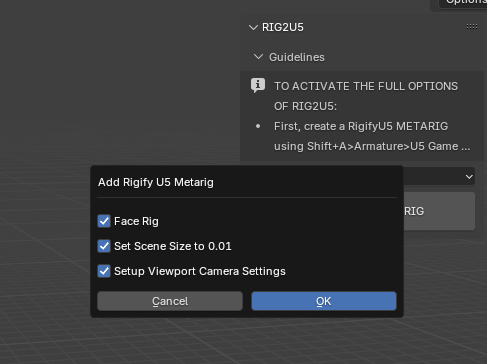 Options
RIG2U5
Guidelines
TO ACTIVATE THE FULL OPTIONS
OF RIG2U5:
• First, create a RigifyU5 METARIG
using Shift+A>Armature>U5 Game ...
Add Rigify U5 Metarig
RIG
Face Rig
Set Scene Size to 0.01
Setup Viewport Camera Settings
Cancel
OK